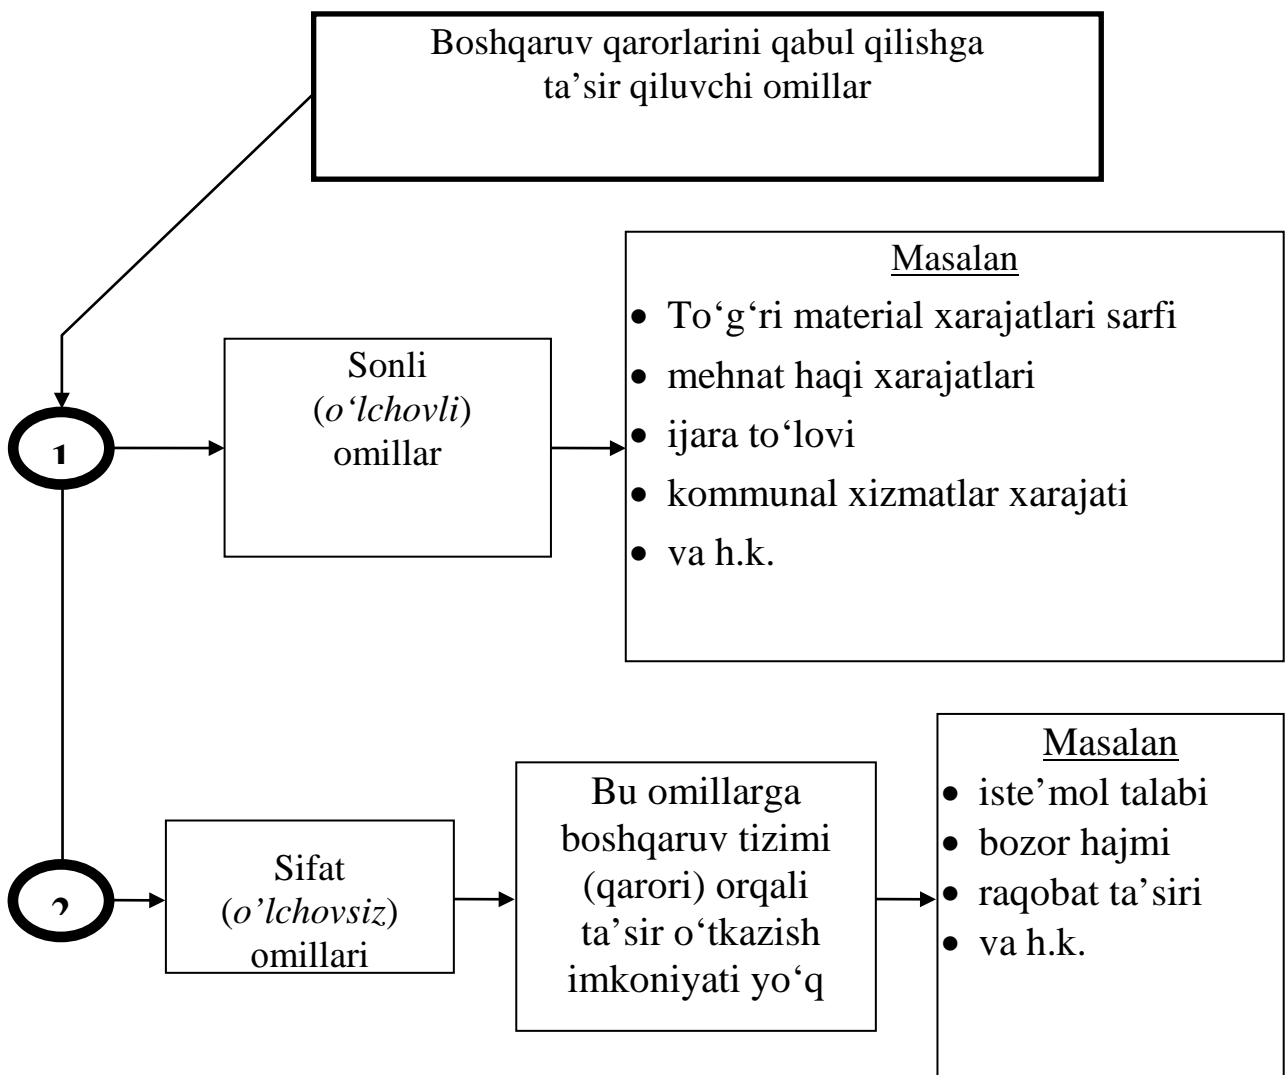 Boshqaruv qarorlarini qabul qilishga
ta’sir qiluvchi omillar
1
Sonli
(o‘lchovli)
omillar
Masalan
• To‘g‘ri material xarajatlari sarfi
• mehnat haqi xarajatlari
• ijara to‘lovi
• kommunal xizmatlar xarajati
• va h.k.
2
Sifat
(o’lchovsiz)
omillari
Bu omillarga
boshqaruv tizimi
(qarori) orqali
ta’sir o‘tkazish
imkoniyati yo‘q
Masalan
• iste’mol talabi
• bozor hajmi
• raqobat ta’siri
• va h.k.